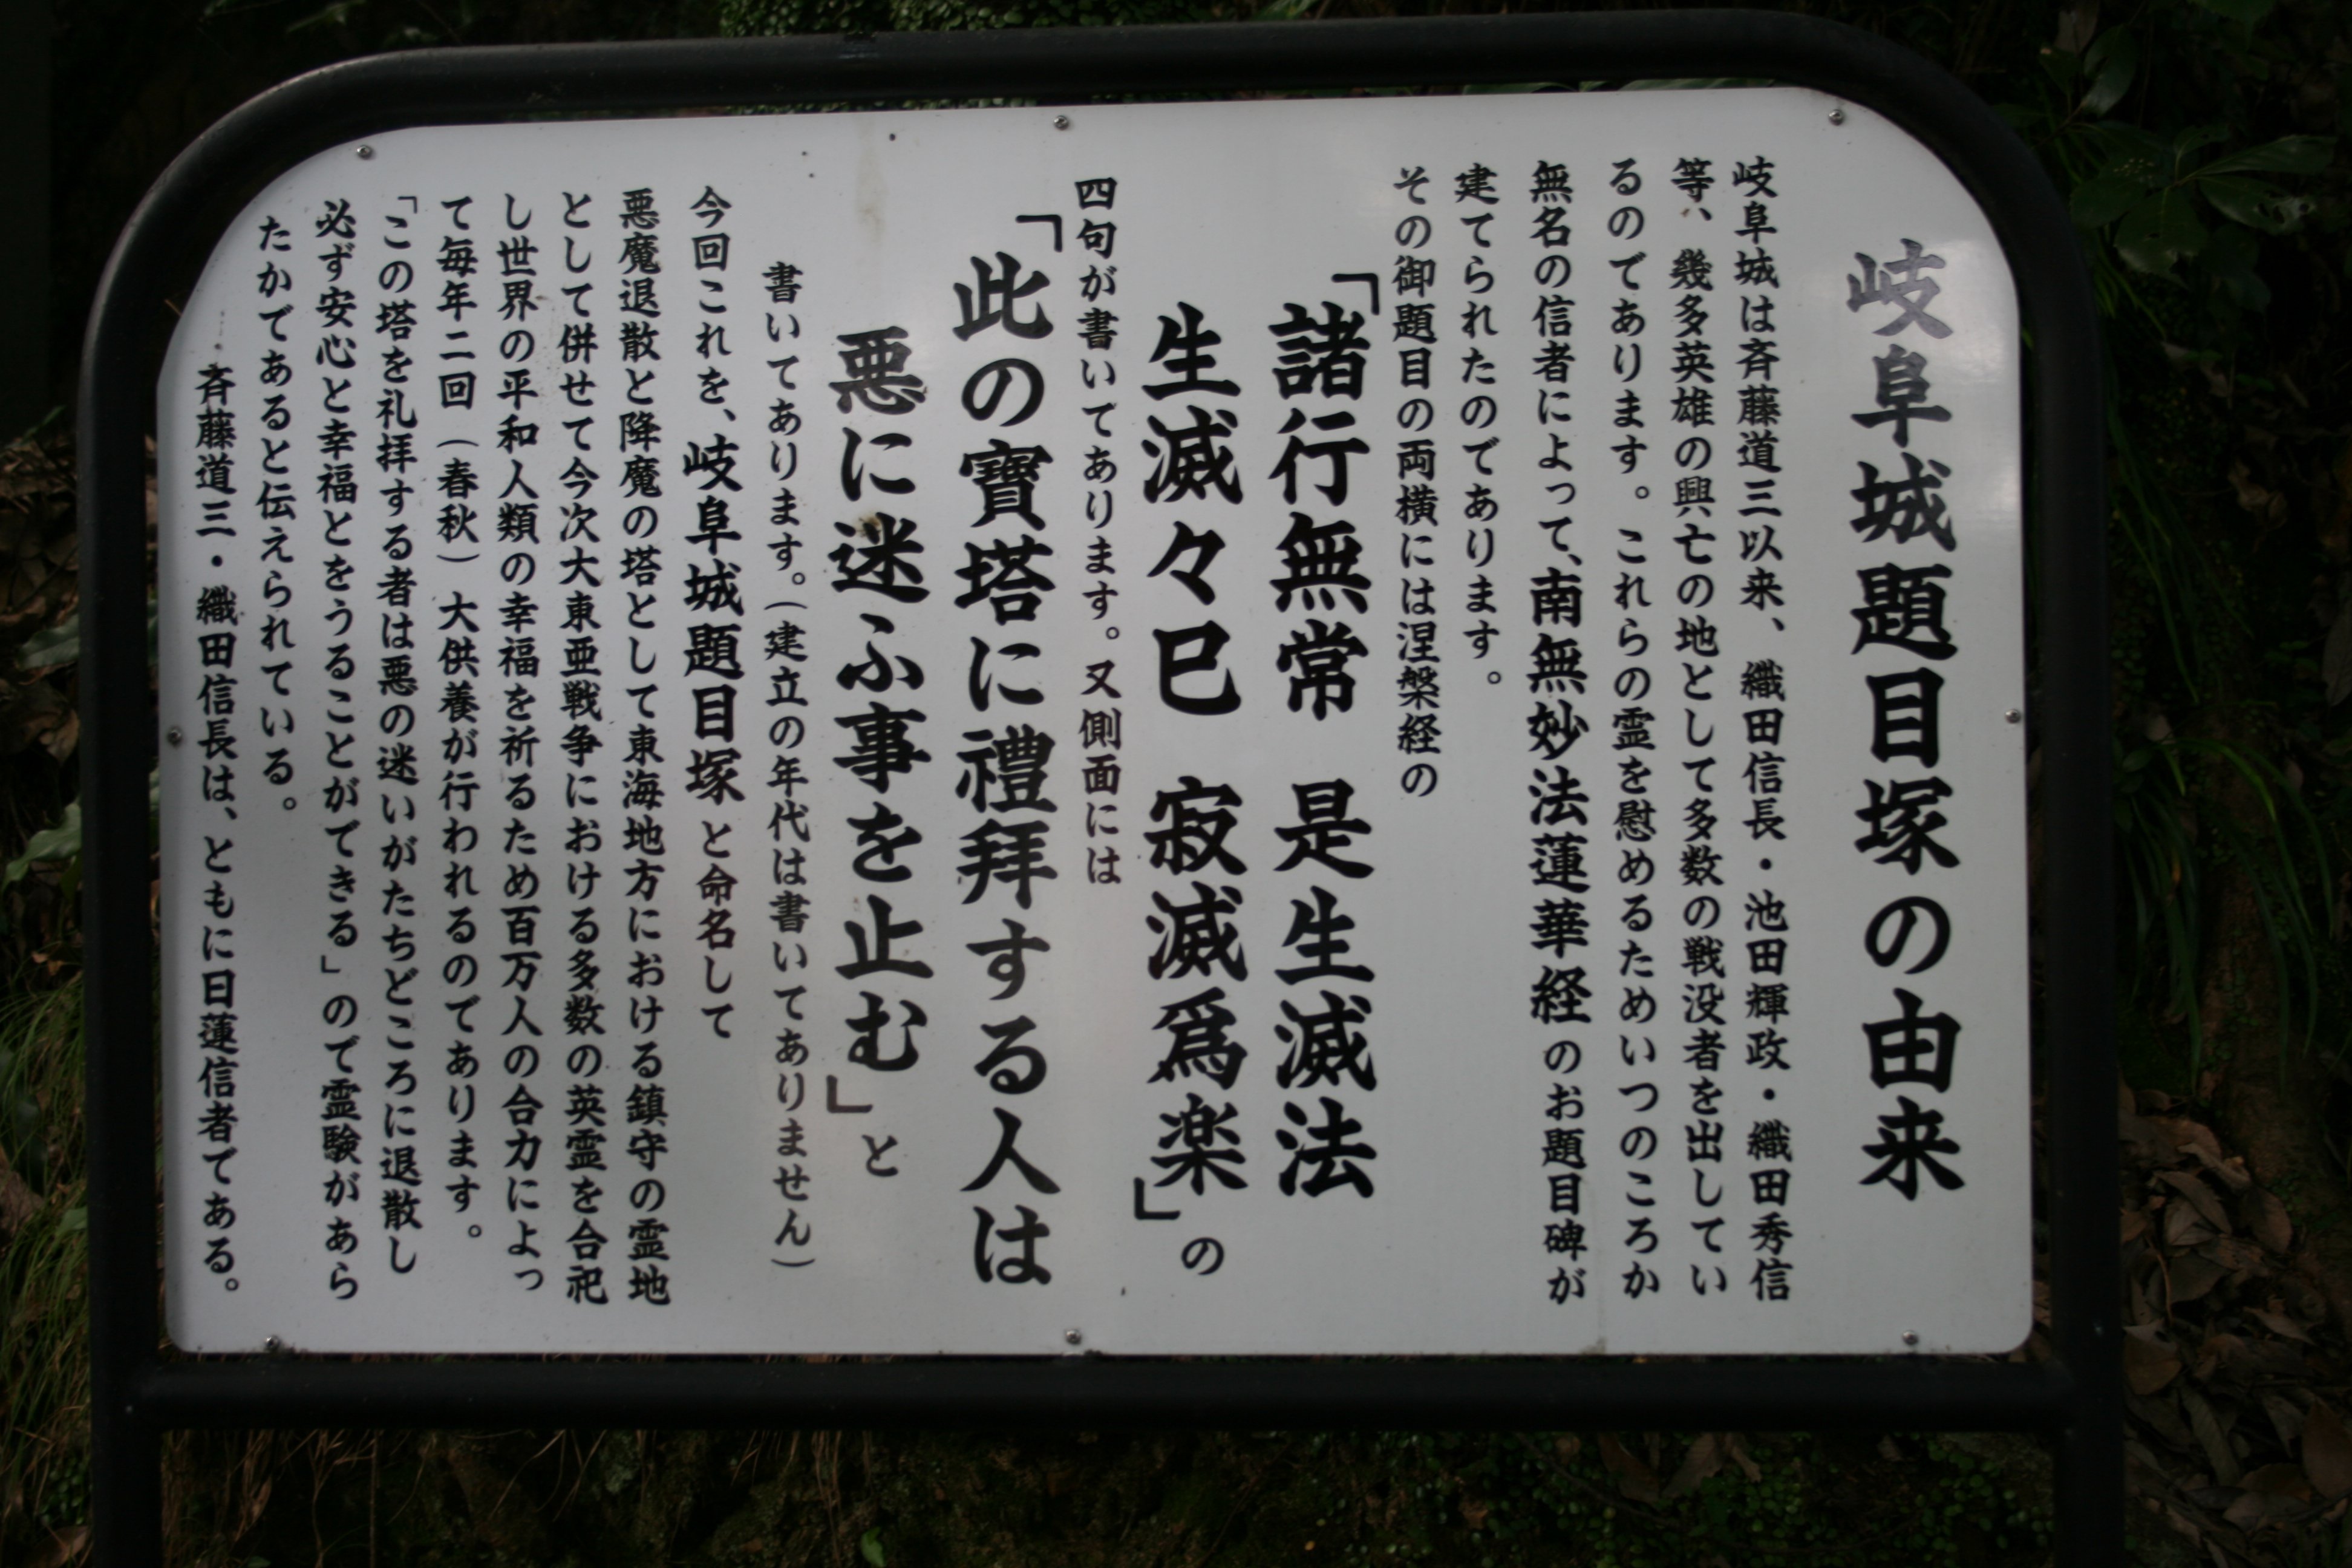 岐阜城題目塚の由来
岐阜城は斉藤道三以来、織田信長・池田輝政・織田秀信
等、幾多英雄の興亡の地として多数の戦没者を出してい
るのであります。これらの霊を慰めるためいつのころか
無名の信者によって、南無妙法蓮華経のお題目碑が
建てられたのであります。
その御題目の両横には涅槃経の
「諸行無常 是生滅法
生滅々巳 寂滅爲楽」の
四句が書いてあります。又側面には
「此の寶塔に禮拜する人は
悪に迷ふ事を止む」と
書いてあります。(建立の年代は書いてありません)
今回これを、岐阜城題目塚と命名して
悪魔退散と降魔の塔として東海地方における鎮守の霊地
として併せて今次大東亜戦争における多数の英霊を合祀
し世界の平和人類の幸福を祈るため百万人の合力によっ
て毎年二回(春秋)大供養が行われるのであります。
「この塔を礼拝する者は悪の迷いがたちどころに退散し
必ず安心と幸福とをうることができる」ので霊験があら
たかであると伝えられている。
斉藤道三・織田信長は、ともに日蓮信者である。